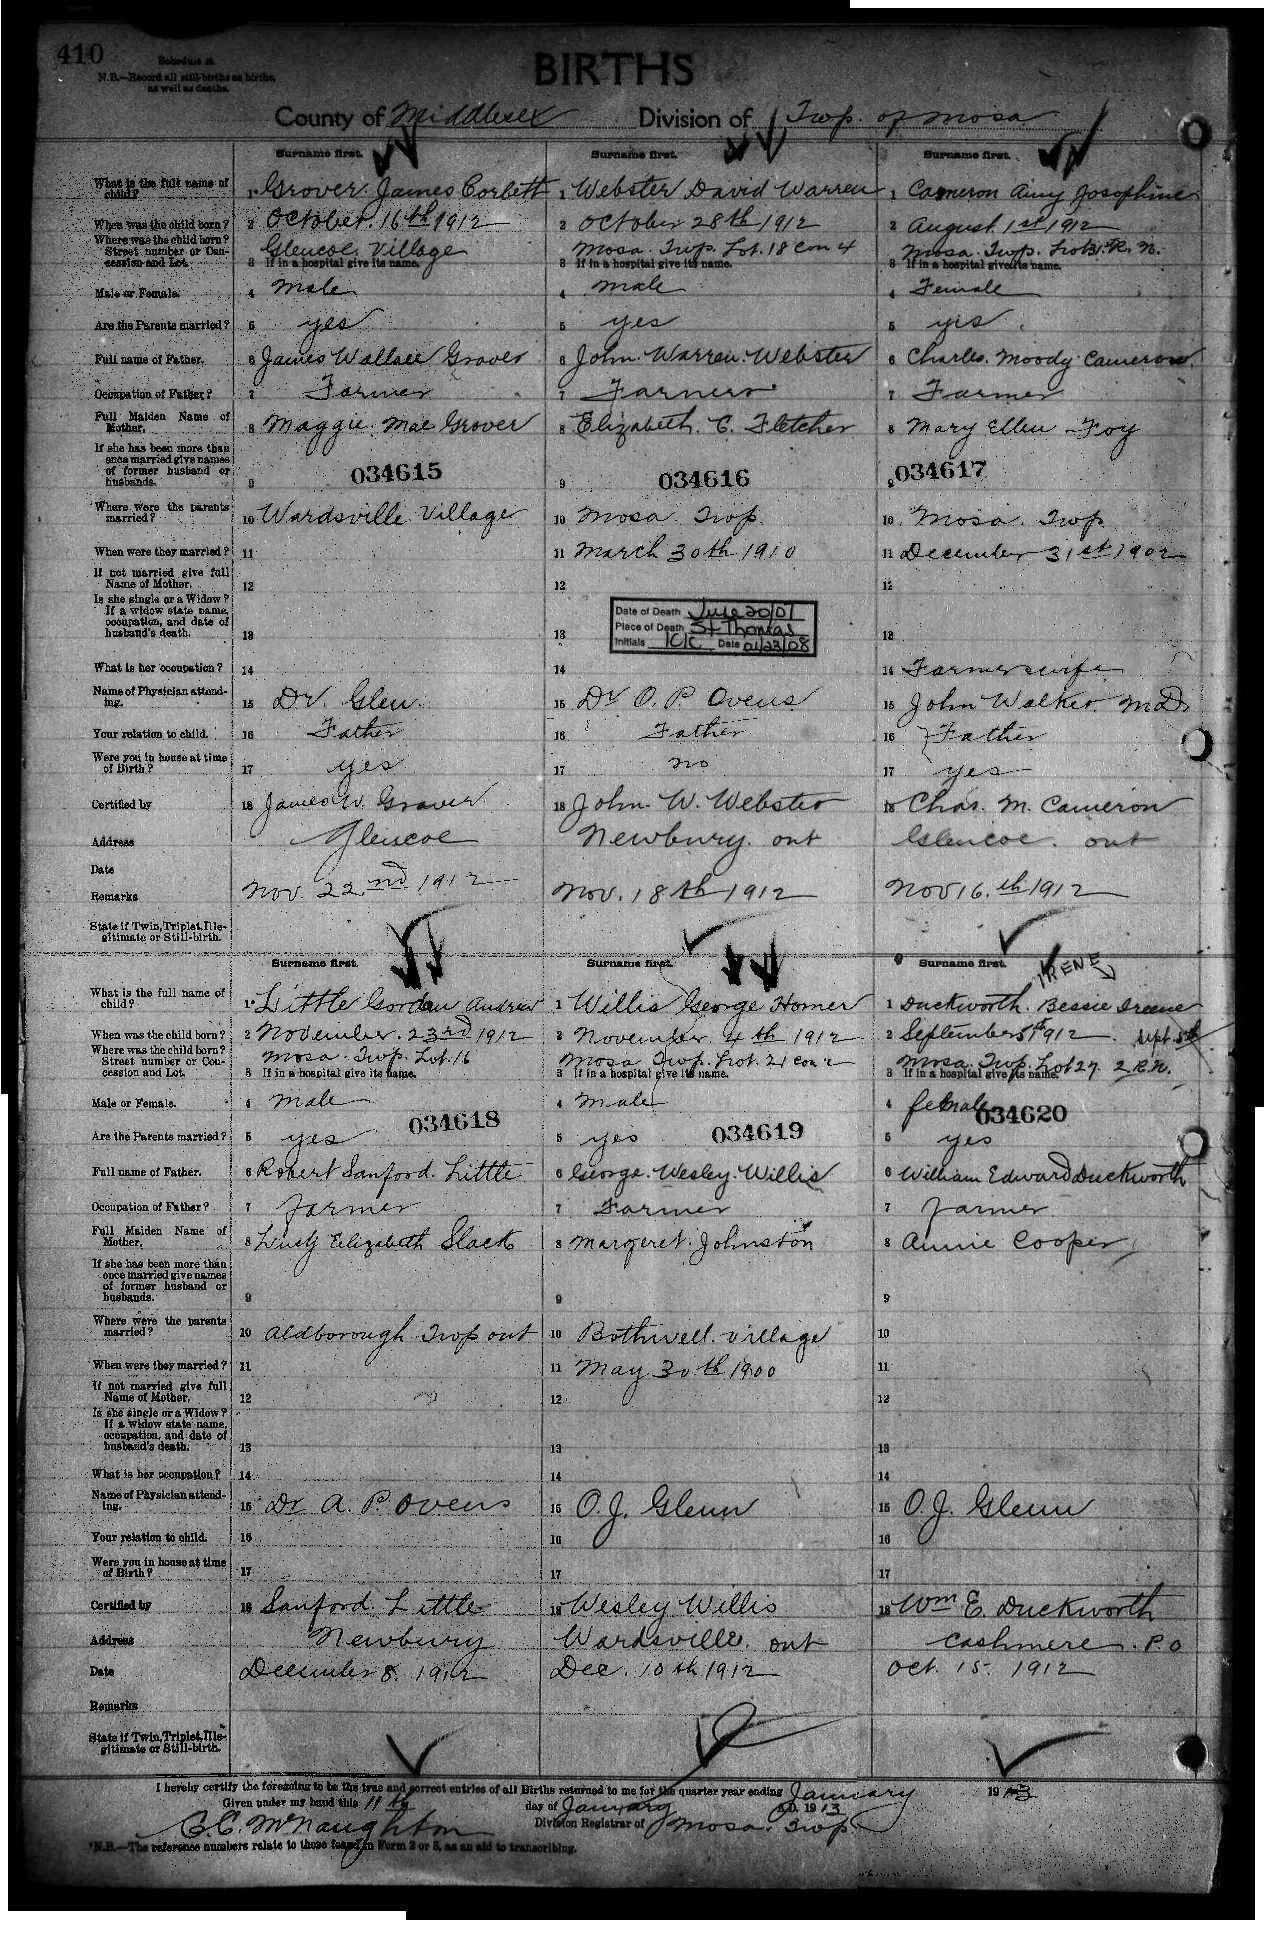 410
Schedule A.
N.B.—Record all still-births as births, as well as deaths.
BIRTHS
County of Middlesex Division of Twp. of Mosa
Surname first. Surname first. Surname first.
What is the full name of child? 1 Grover James Corbett 1 Webster David Warren 1 Cameron Amy Josophine
When was the child born? 2 October. 16th 1912 2 October 28th 1912 2 August 1st 1912
Where was the child born? Street number or Concession and Lot. 3 Glencoe Village If in a hospital give its name. 3 Mosa Twp. Lot. 18 Con 4 If in a hospital give its name. 3 Mosa. Twp. Lot 3. R. N. If in a hospital give its name.
Male or Female. 4 Male 4 Male 4 Female
Are the Parents married? 5 yes 5 yes 5 yes
Full name of Father. 6 James Wallace Grover 6 John. Warren. Webster 6 Charles. Moody Cameron.
Occupation of Father? 7 Farmer 7 Farmer 7 Farmer
Full Maiden Name of Mother. 8 Maggie Mae Grover 8 Elizabeth. C. Fletcher 8 Mary Ellen Foy
If she has been more than once married give names of former husband or husbands. 9 034615 9 034616 9 034617
Where were the parents married? 10 Wardsville Village 10 Mosa. Twp. 10 Mosa. Twp
When were they married? 11 11 March 30th 1910 11 December 31st 1902
If not married give full Name of Mother. 12 12 12
Is she single or a Widow? If a widow state name, occupation, and date of husband's death. 13 13 13
Date of Death June 20/01
Place of Death St Thomas
Initials KK Date 01/23/08
What is her occupation? 14 14 14 Farmers wife
Name of Physician attending. 15 Dr. Glen. 15 Dr O. P. Ovens 15 John Walker M.D.
Your relation to child. 16 Father 16 Father 16 Father
Were you in house at time of Birth? 17 yes 17 no 17 yes
Certified by 18 James W. Grover 18 John. W. Webster 18 Chas. M. Cameron
Address Glencoe Newbury. Ont Glencoe. Ont
Date
Remarks Nov. 22nd 1912 Nov. 18th 1912 Nov 16.th 1912
State if Twin, Triplet, Illegitimate or Still-birth.
Surname first. Surname first. Surname first. IRENE
What is the full name of child? 1 Little Gordon Andrew 1 Willis George Homer 1 Duckworth. Bessie Ireene
When was the child born? 2 November. 23rd 1912 2 November 4th 1912 2 September 5th 1912. Sept 5th
Where was the child born? Street number or Concession and Lot. 3 Mosa. Twp. Lot. 16 If in a hospital give its name. 3 Mosa Twp. Lot. 21 Con 2 If in a hospital give its name. 3 Mosa. Twp. Lot 27. 2 R.N. If in a hospital give its name.
Male or Female. 4 Male 4 Male 4 female
034618 034619 034620
Are the Parents married? 5 yes 5 yes 5 yes
Full name of Father. 6 Robert Sanford. Little 6 George. Wesley. Willis 6 William Edward Duckworth
Occupation of Father? 7 Farmer 7 Farmer 7 Farmer
Full Maiden Name of Mother. 8 Lucy Elizabeth Slack 8 Margaret. Johnston 8 Annie Cooper
If she has been more than once married give names of former husband or husbands. 9 9 9
Where were the parents married? 10 Aldborough Twp Ont 10 Bothwell. Village 10
When were they married? 11 11 May 30th 1900 11
If not married give full Name of Mother. 12 12 12
Is she single or a Widow? If a widow state name, occupation, and date of husband's death. 13 13 13
What is her occupation? 14 14 14
Name of Physician attending. 15 Dr A. P. Ovens 15 O. J. Glenn 15 O. J. Glenn
Your relation to child. 16 16 16
Were you in house at time of Birth? 17 17 17
Certified by 18 Sanford. Little 18 Wesley Willis 18 Wm E. Duckworth
Address Newbury Wardsville. Ont Cashmere. P.O
Date December 8. 1912 Dec. 10th 1912 Oct. 15. 1912
Remarks
State if Twin, Triplet, Illegitimate or Still-birth.
I hereby certify the foregoing to be the true and correct entries of all Births returned to me for the quarter year ending January 1913
Given under my hand this 11th day of January A.D. 1913
C.C. McNaughton Division Registrar of Mosa. Twp
*N.B.—The reference numbers relate to those found in Form 2 or 3, as an aid to transcribing.